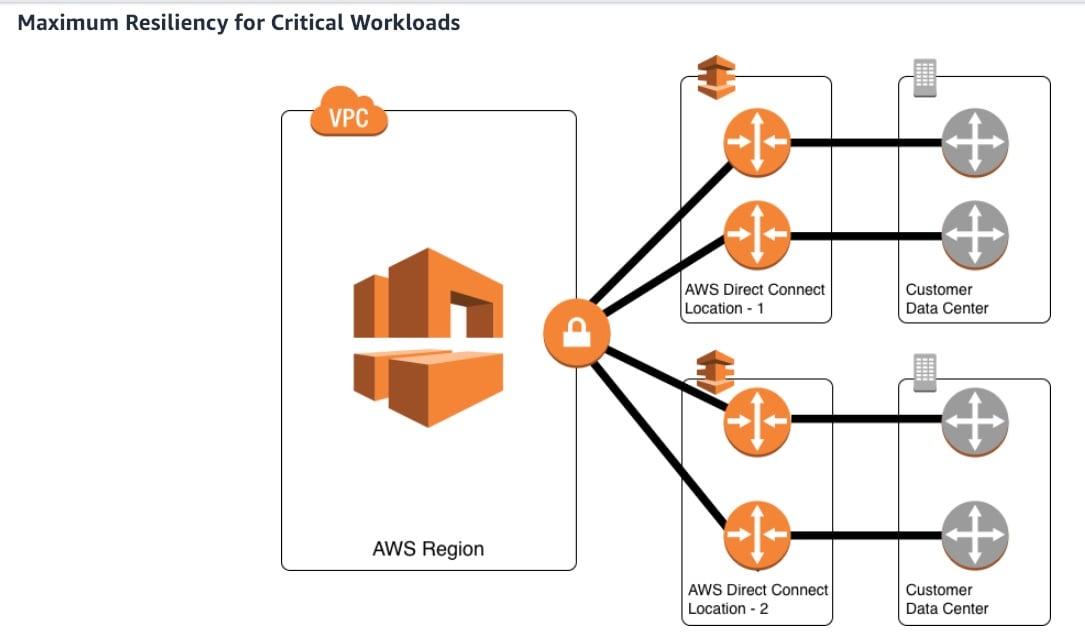 Maximum Resiliency for Critical Workloads
VPC
AWS Region
AWS Direct Connect
Location - 1
Customer
Data Center
AWS Direct Connect
Location - 2
Customer
Data Center